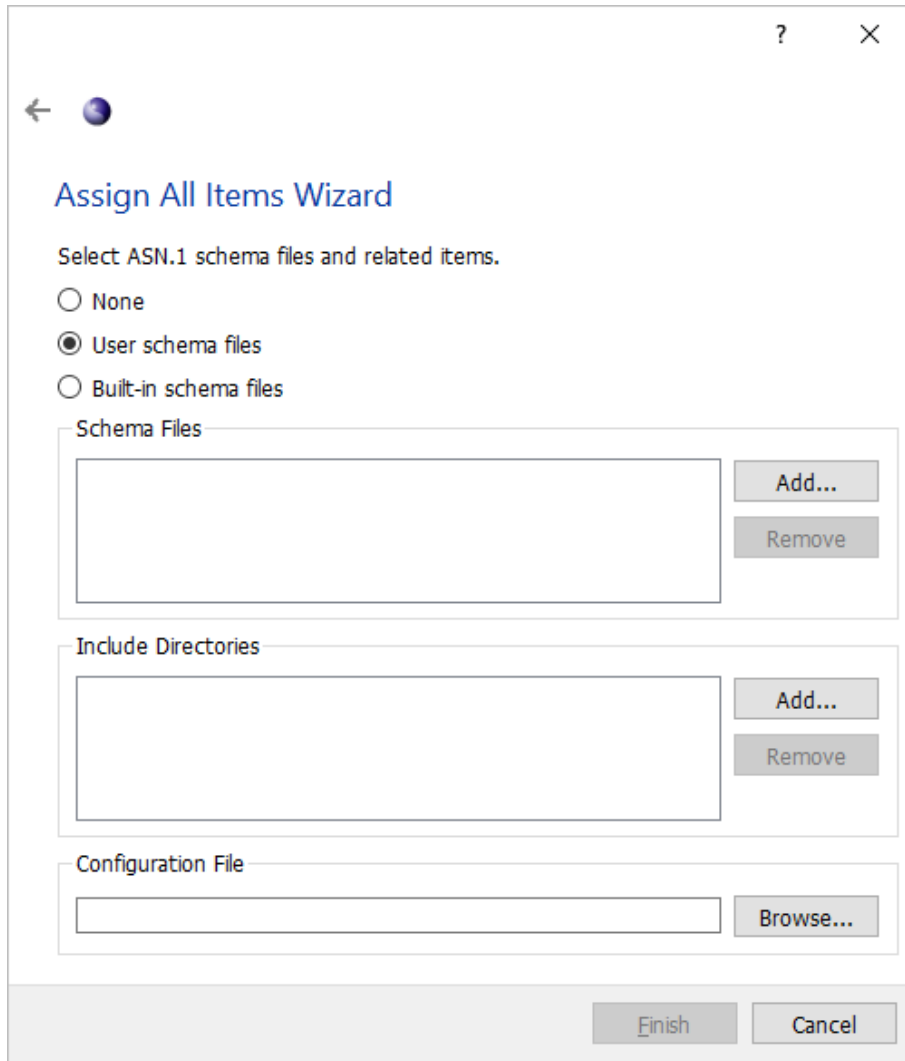 ?
Assign All Items Wizard
Select ASN.1 schema files and related items.
None
User schema files
Built-in schema files
Schema Files
Add...
Remove
Include Directories
Add...
Remove
Configuration File
Browse...
Finish Cancel